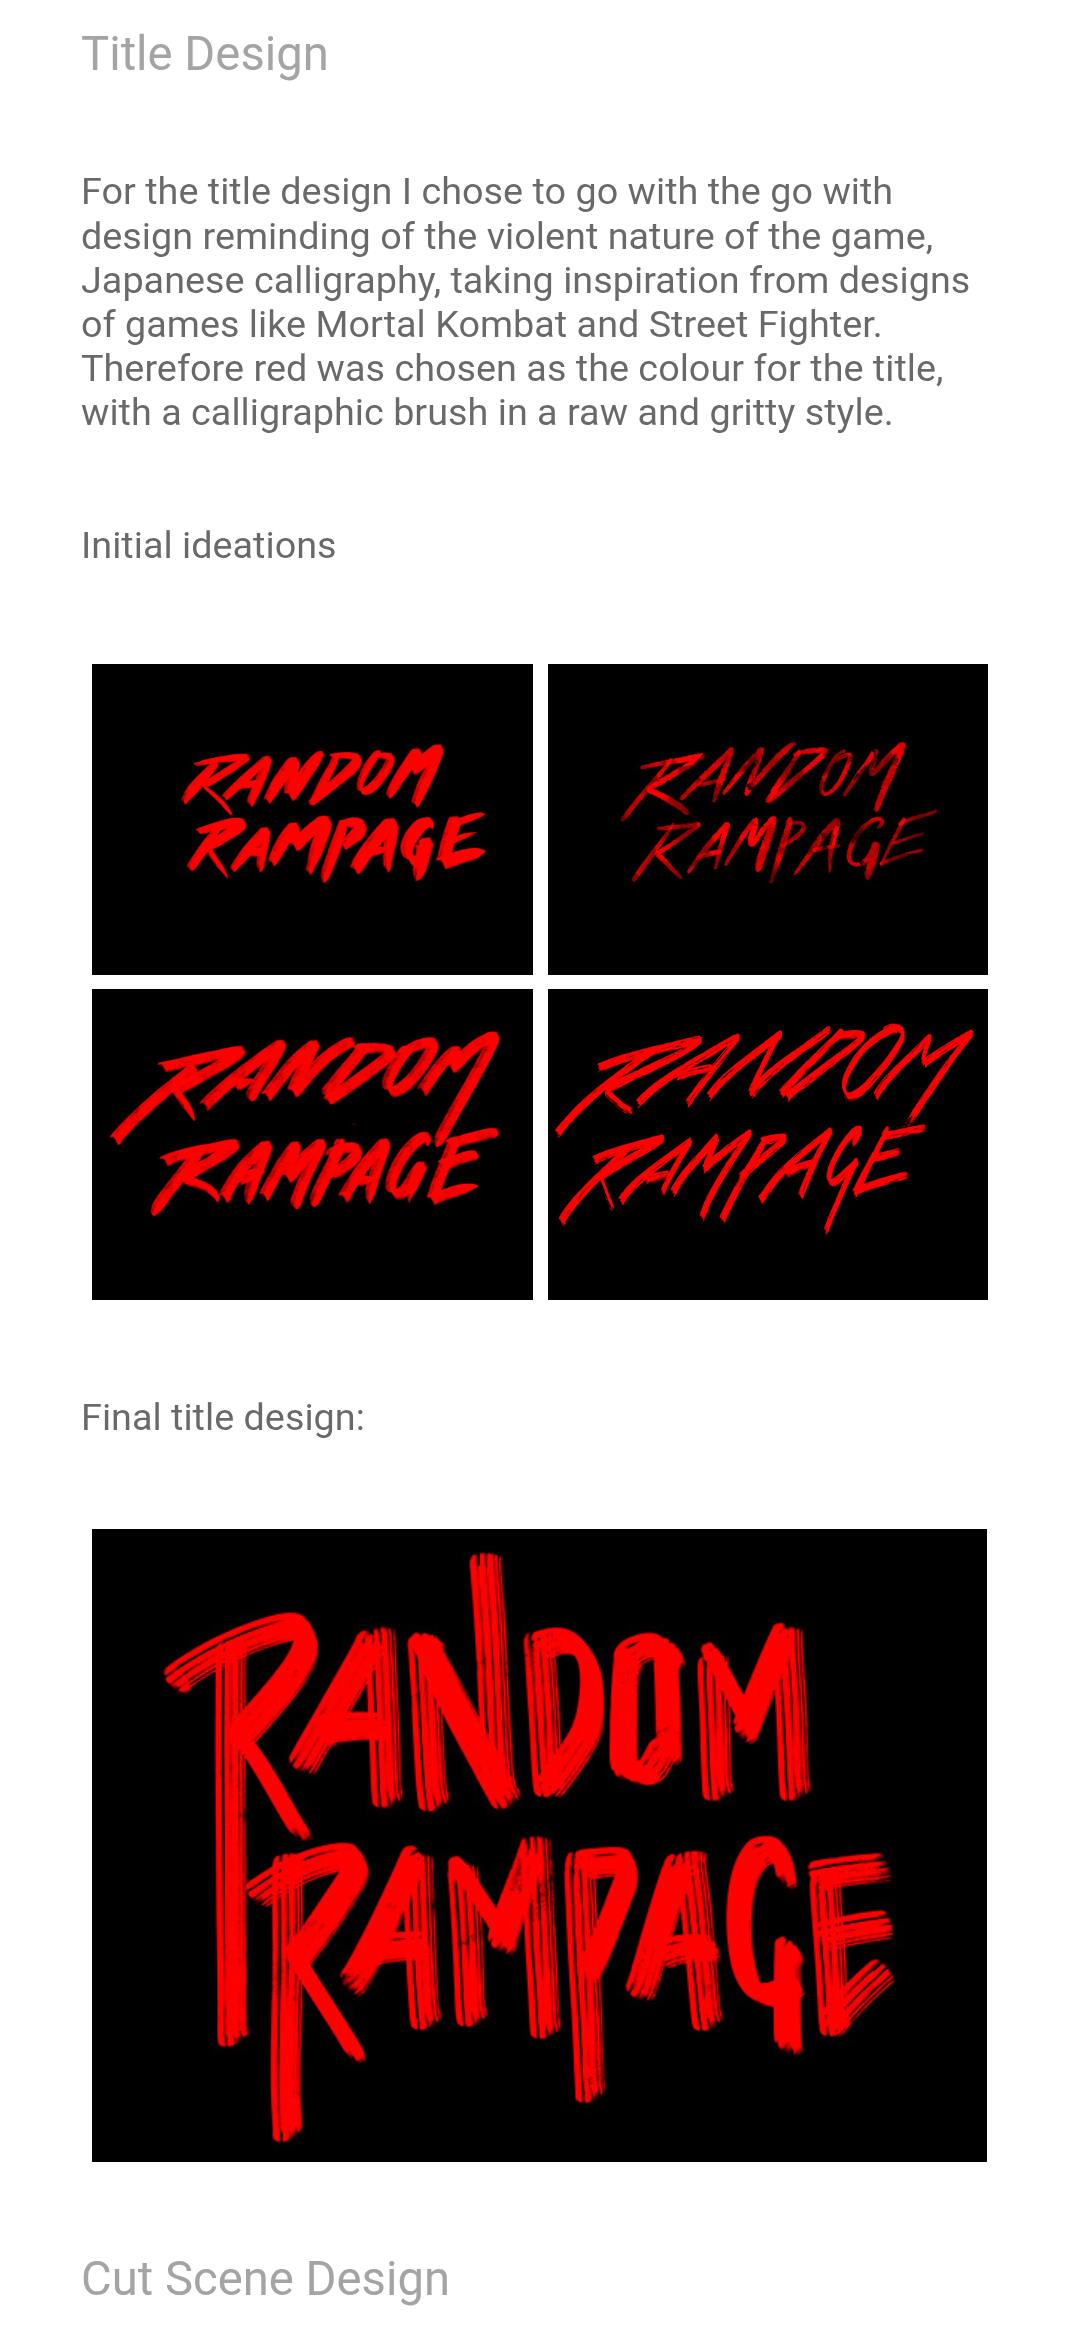 Title Design
For the title design I chose to go with the go with
design reminding of the violent nature of the game,
Japanese calligraphy, taking inspiration from designs
of games like Mortal Kombat and Street Fighter.
Therefore red was chosen as the colour for the title,
with a calligraphic brush in a raw and gritty style.
Initial ideations
RANDOM
RAMPAGE
RANDOM
RAMPAGE
RANDOM
RAMPAGE
RANDOM
RAMPAGE
Final title design:
RANDOM
RAMPAGE
Cut Scene Design